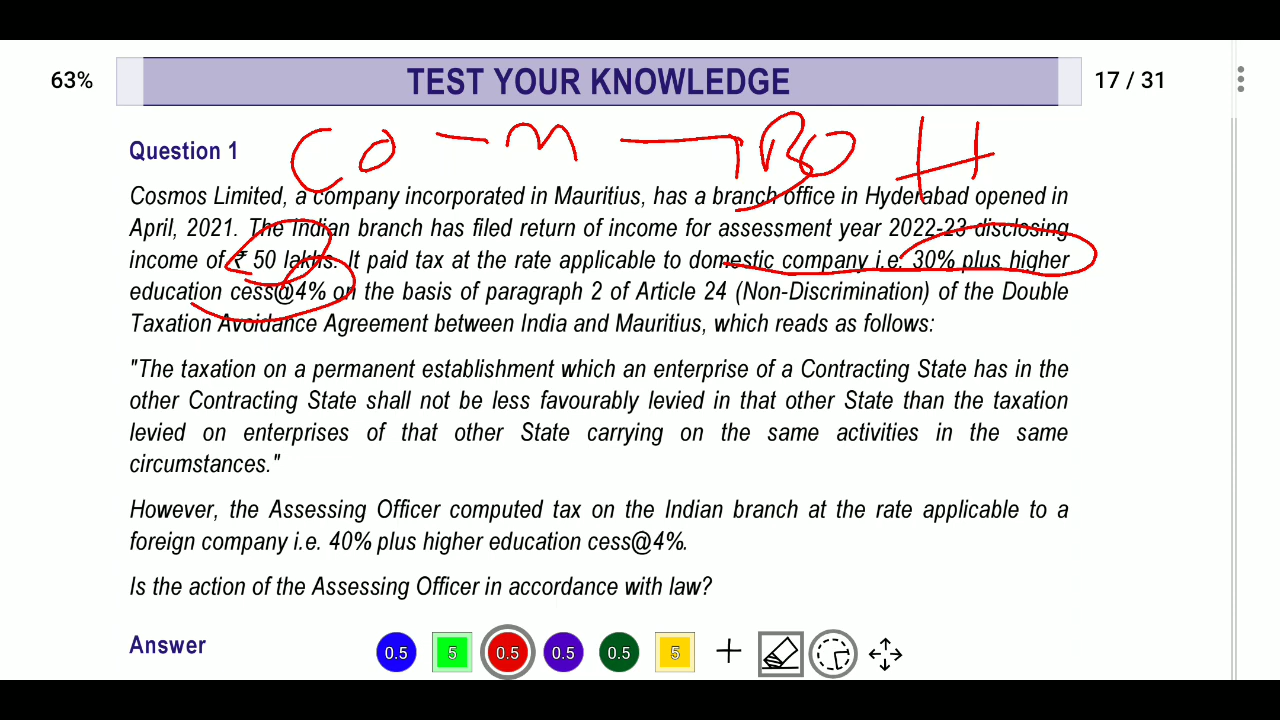 63%
TEST YOUR KNOWLEDGE
17 / 31
Co - M → BO H
Question 1
Cosmos Limited, a company incorporated in Mauritius, has a branch office in Hyderabad opened in
April, 2021. The Indian branch has filed return of income for assessment year 2022-23 disclosing
income of ₹ 50 lakhs. It paid tax at the rate applicable to domestic company i.e. 30% plus higher
education cess@4% on the basis of paragraph 2 of Article 24 (Non-Discrimination) of the Double
Taxation Avoidance Agreement between India and Mauritius, which reads as follows:
"The taxation on a permanent establishment which an enterprise of a Contracting State has in the
other Contracting State shall not be less favourably levied in that other State than the taxation
levied on enterprises of that other State carrying on the same activities in the same
circumstances."
However, the Assessing Officer computed tax on the Indian branch at the rate applicable to a
foreign company i.e. 40% plus higher education cess@4%.
Is the action of the Assessing Officer in accordance with law?
Answer
0.5 5 0.5 0.5 0.5 5